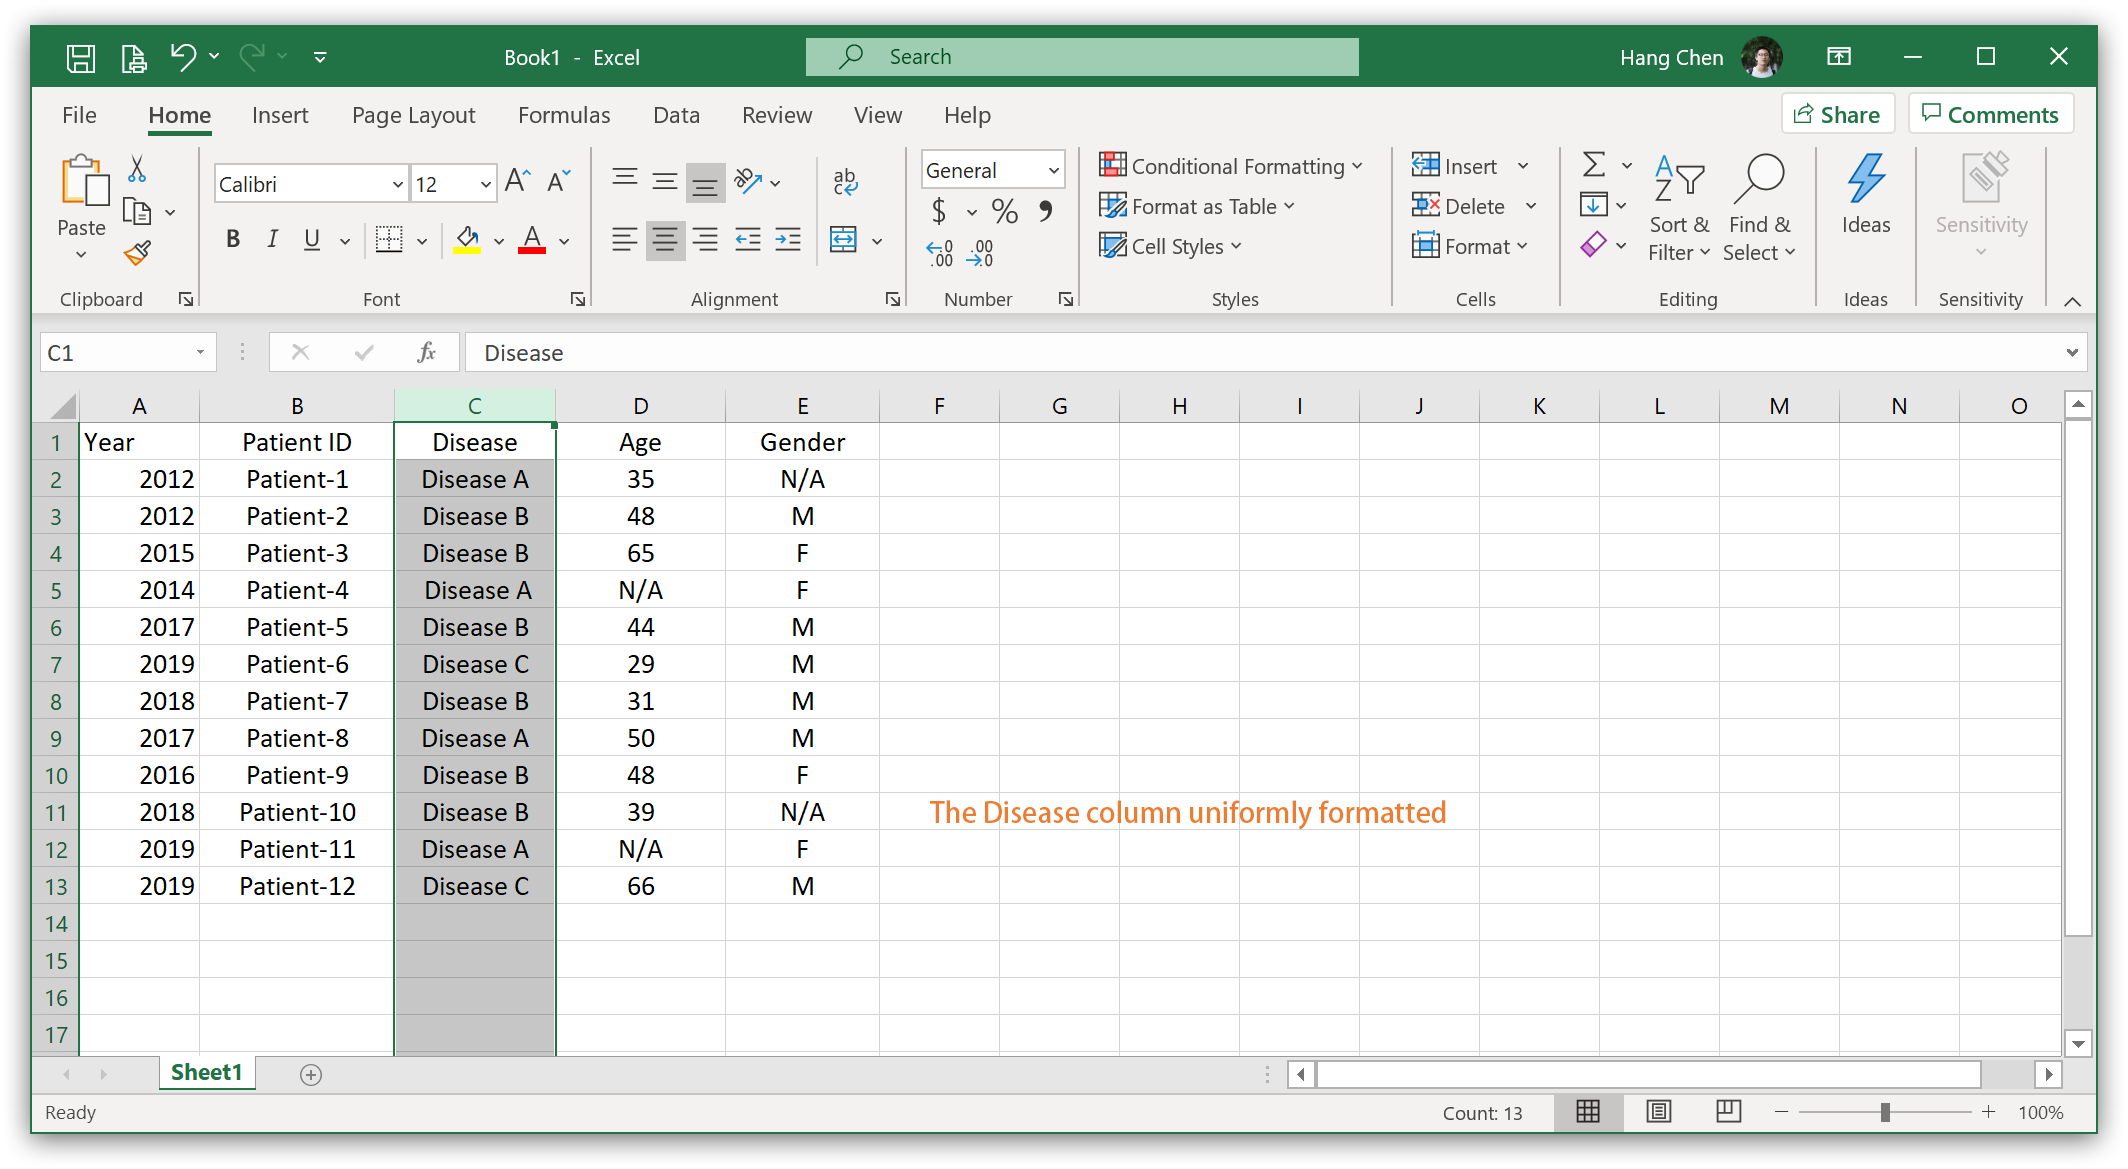 Book1 - Excel
Search
Hang Chen
File Home Insert Page Layout Formulas Data Review View Help
Share Comments
Paste
Clipboard
Calibri 12
B I U
A
Font
ab
c
Alignment
General
$ % ,
←0 .00
.00 →0
Number
Conditional Formatting
Format as Table
Cell Styles
Styles
Insert
Delete
Format
Cells
Sort & Filter
Find & Select
Editing
Ideas
Ideas
Sensitivity
Sensitivity
C1 fx Disease
A B C D E F G H I J K L M N O
1 Year Patient ID Disease Age Gender
2 2012 Patient-1 Disease A 35 N/A
3 2012 Patient-2 Disease B 48 M
4 2015 Patient-3 Disease B 65 F
5 2014 Patient-4 Disease A N/A F
6 2017 Patient-5 Disease B 44 M
7 2019 Patient-6 Disease C 29 M
8 2018 Patient-7 Disease B 31 M
9 2017 Patient-8 Disease A 50 M
10 2016 Patient-9 Disease B 48 F
11 2018 Patient-10 Disease B 39 N/A The Disease column uniformly formatted
12 2019 Patient-11 Disease A N/A F
13 2019 Patient-12 Disease C 66 M
14
15
16
17
Sheet1
Ready Count: 13 100%